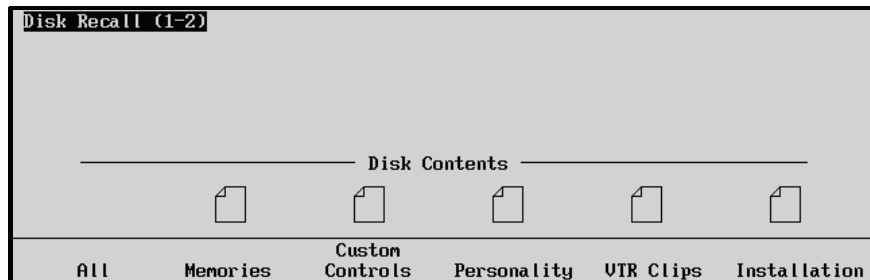 Disk Recall (1-2)
Disk Contents
All
Memories
Custom
Controls
Personality
VTR Clips
Installation